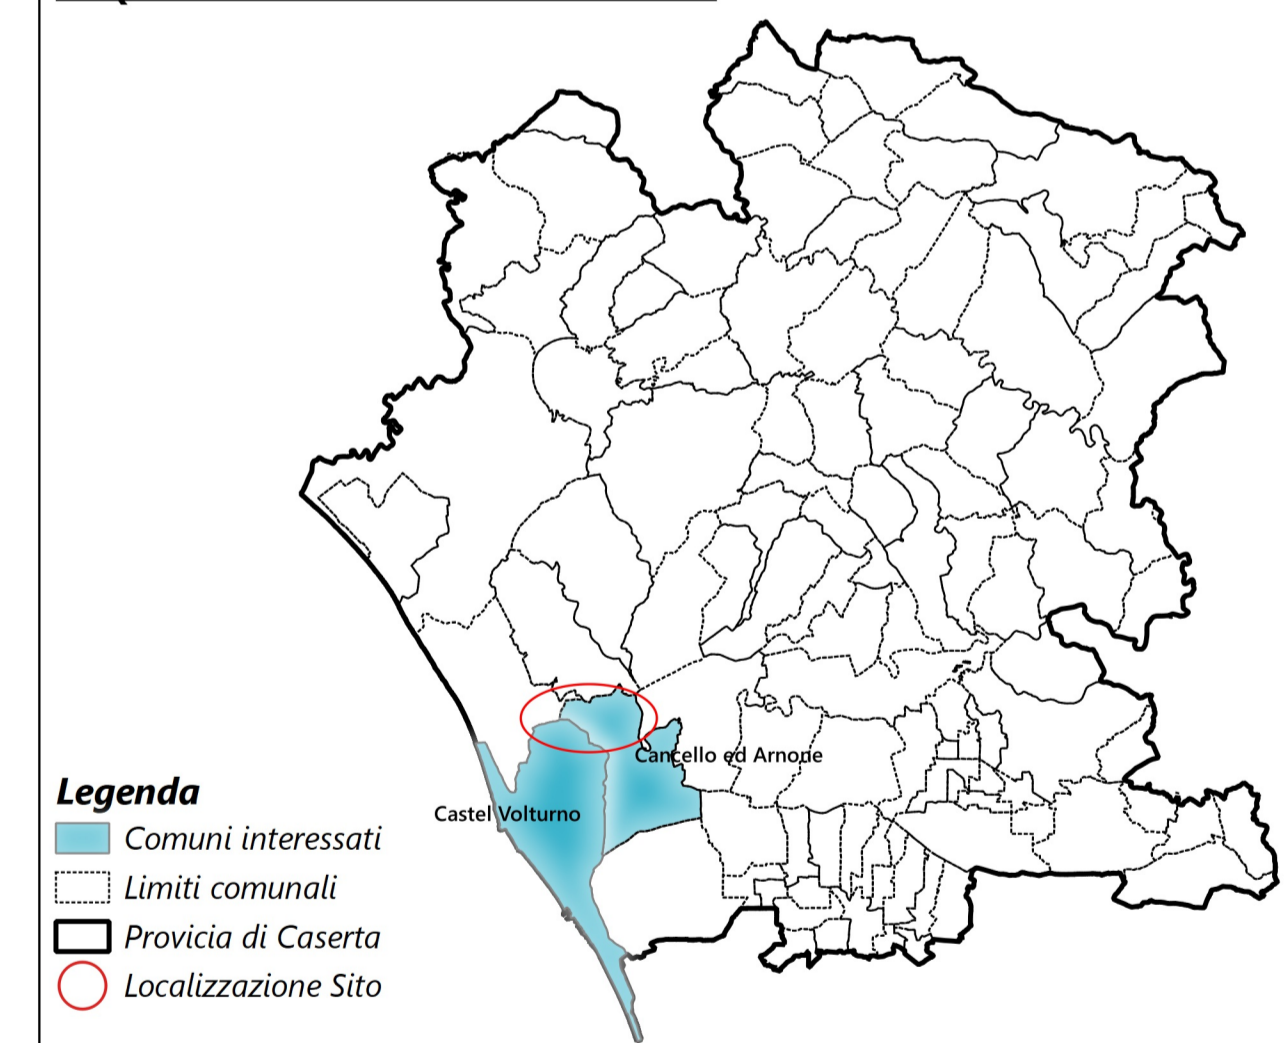 Cancello ed Arnone
Castel Volturno
Legenda
Comuni interessati
Limiti comunali
Provicia di Caserta
Localizzazione Sito